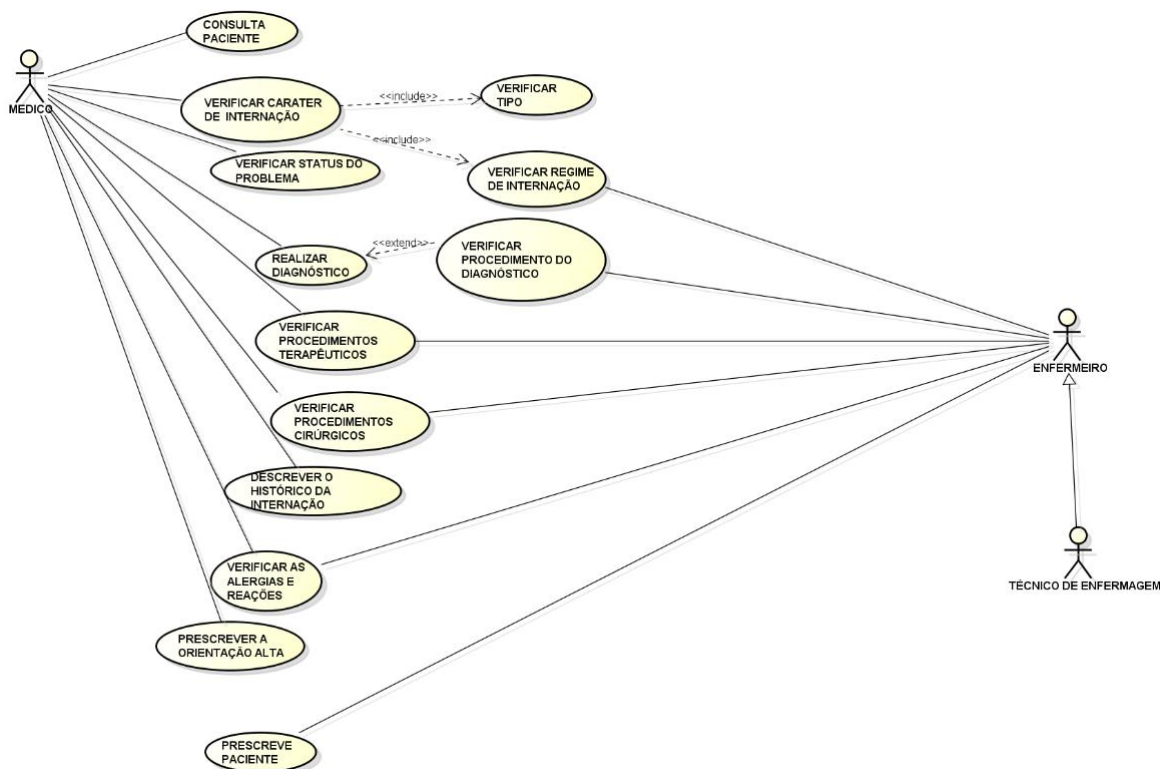 CONSULTA
PACIENTE
MEDICO
VERIFICAR CARATER
DE INTERNAÇÃO
<<include>>
VERIFICAR
TIPO
<<include>>
VERIFICAR STATUS DO
PROBLEMA
VERIFICAR REGIME
DE INTERNAÇÃO
REALIZAR
DIAGNÓSTICO
<<extend>>
VERIFICAR
PROCEDIMENTO DO
DIAGNÓSTICO
VERIFICAR
PROCEDIMENTOS
TERAPÊUTICOS
ENFERMEIRO
VERIFICAR
PROCEDIMENTOS
CIRÚRGICOS
DESCREVER O
HISTÓRICO DA
INTERNAÇÃO
VERIFICAR AS
ALERGIAS E
REAÇÕES
TÉCNICO DE ENFERMAGEM
PRESCREVER A
ORIENTAÇÃO ALTA
PRESCREVE
PACIENTE